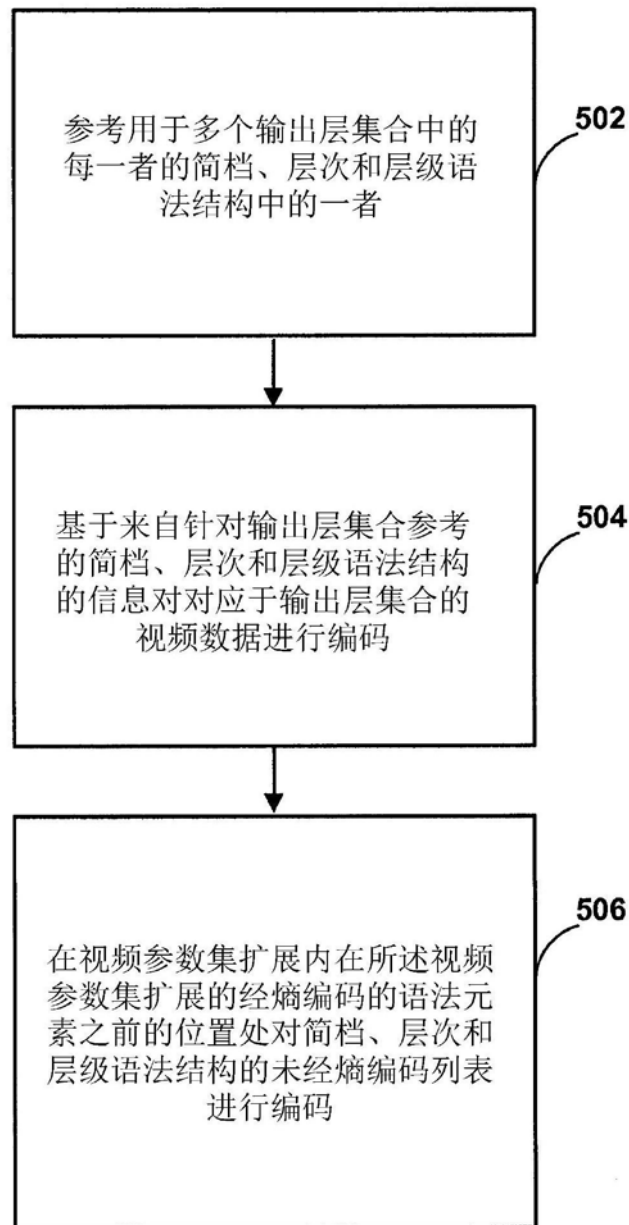 参考用于多个输出层集合中的
每一者的简档、层次和层级语
法结构中的一者
502
基于来自针对输出层集合参考
的简档、层次和层级语法结构
的信息对对应于输出层集合的
视频数据进行编码
504
在视频参数集扩展内在所述视频
参数集扩展的经熵编码的语法元
素之前的位置处对简档、层次和
层级语法结构的未经熵编码列表
进行编码
506